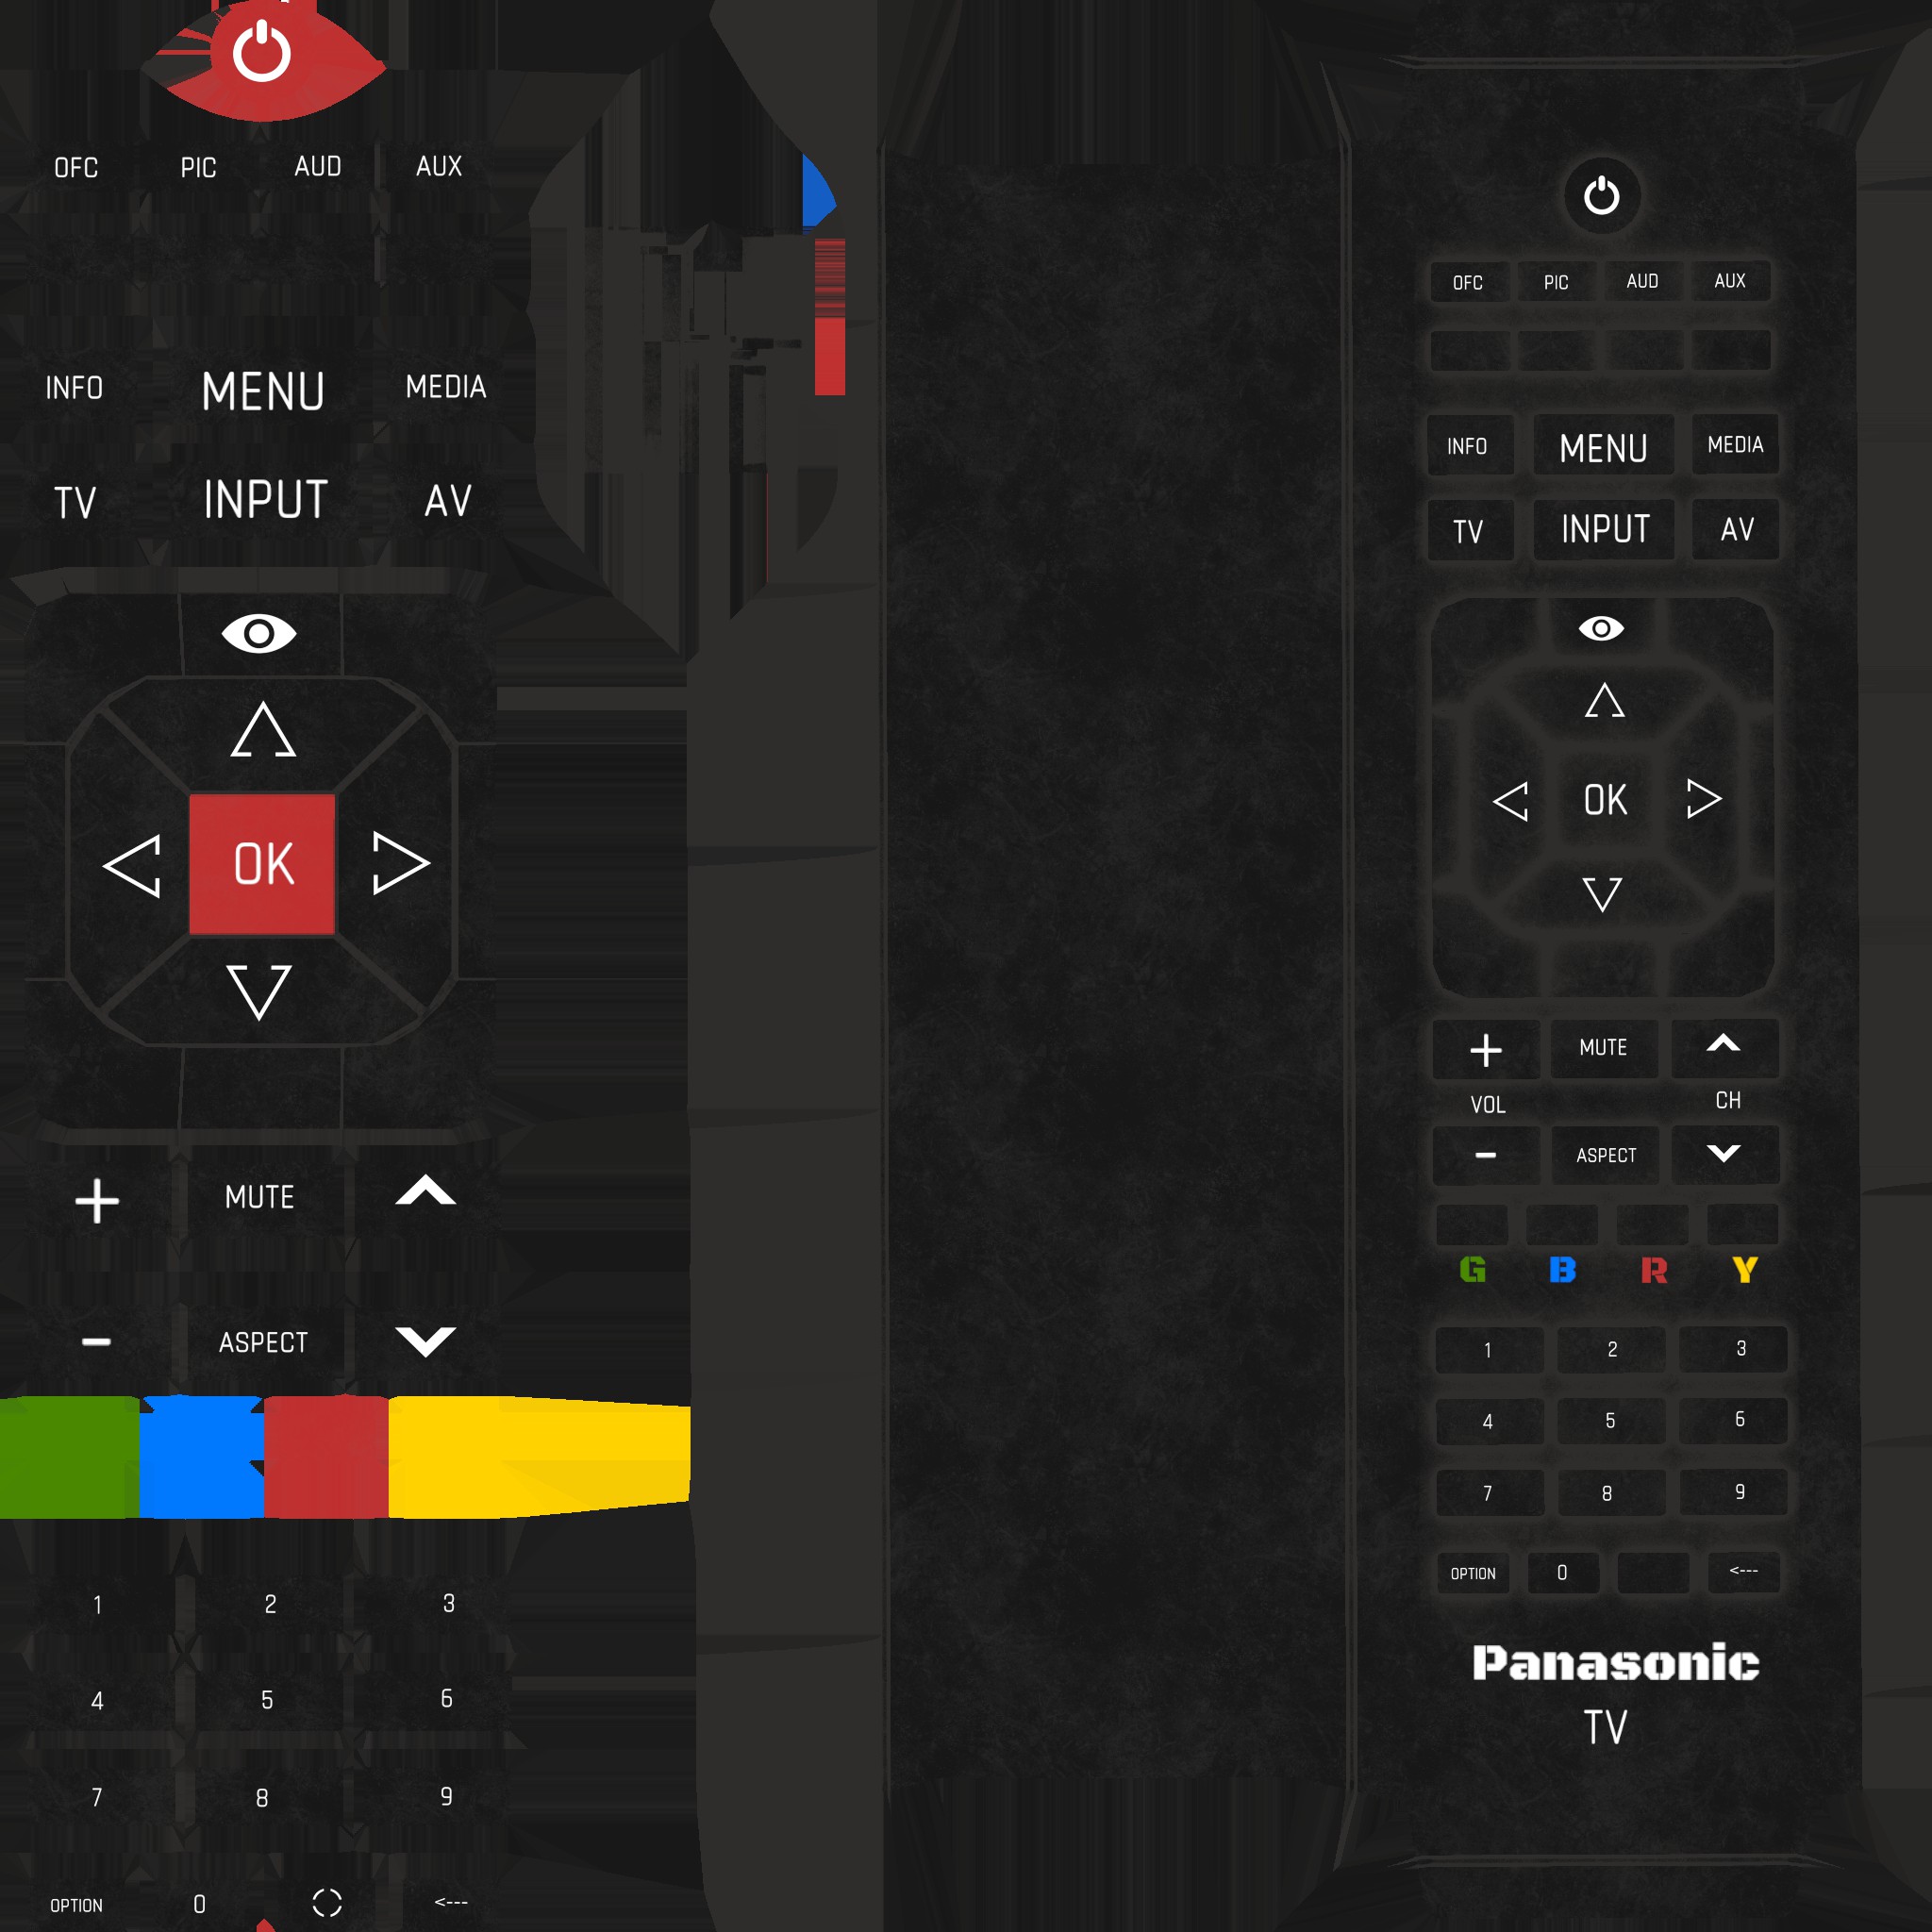 OFC PIC AUD AUX
INFO MENU MEDIA
TV INPUT AV
OK
+ MUTE
- ASPECT
1 2 3
4 5 6
7 8 9
OPTION 0 <---
OFC PIC AUD AUX
INFO MENU MEDIA
TV INPUT AV
OK
+ MUTE
VOL CH
- ASPECT
G B R Y
1 2 3
4 5 6
7 8 9
OPTION 0 <---
Panasonic
TV